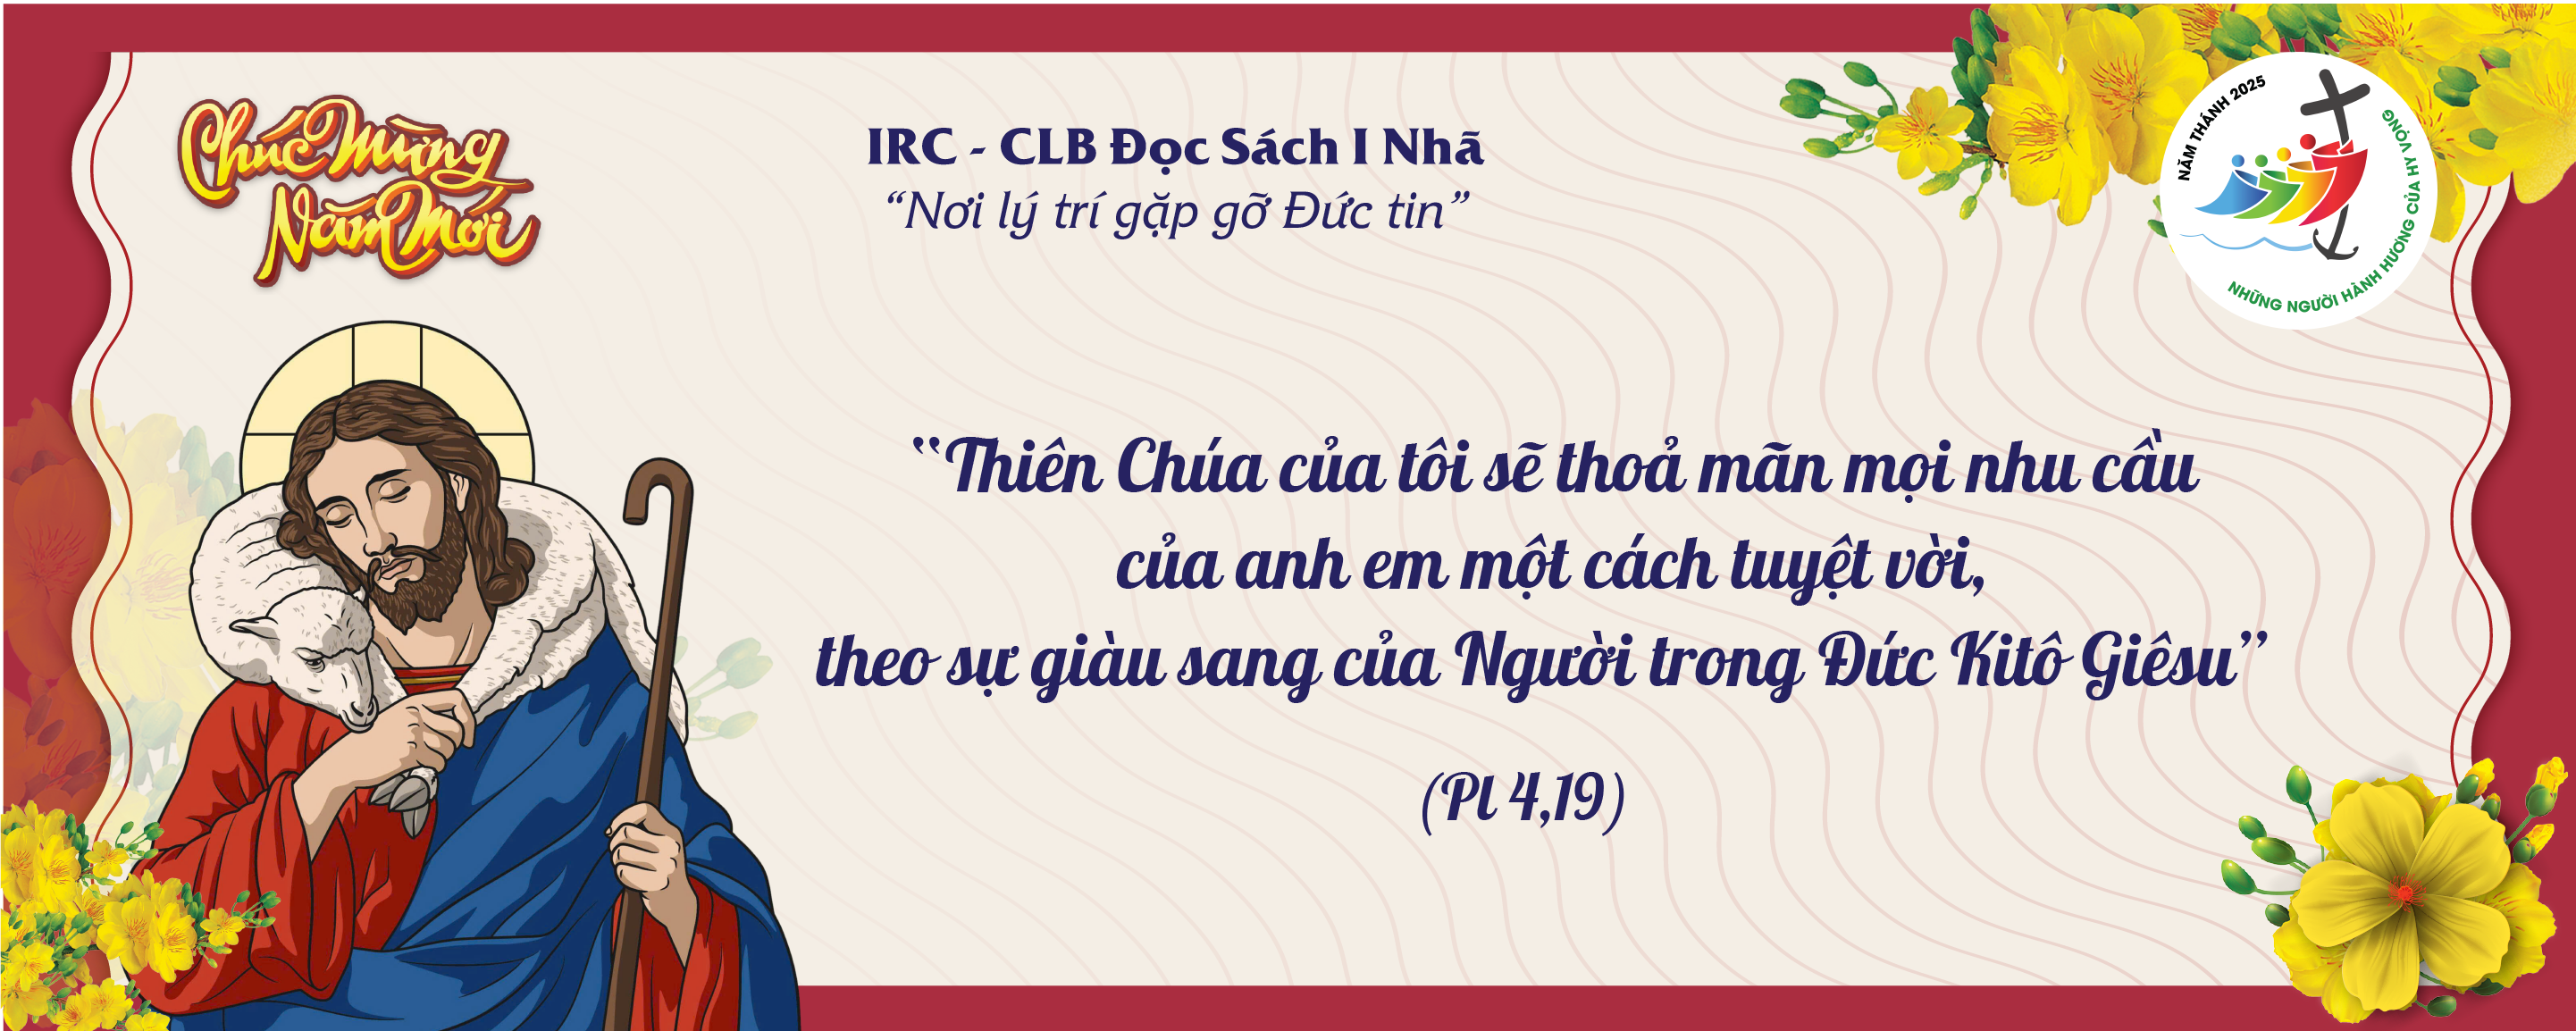 Chúc Mừng
Năm Mới
IRC - CLB Đọc Sách I Nhã
“Nơi lý trí gặp gỡ Đức tin”
NĂM THÁNH 2025
NHỮNG NGƯỜI HÀNH HƯƠNG CỦA HY VỌNG
“Thiên Chúa của tôi sẽ thoả mãn mọi nhu cầu
của anh em một cách tuyệt vời,
theo sự giàu sang của Người trong Đức Kitô Giêsu”
(Pl 4,19)